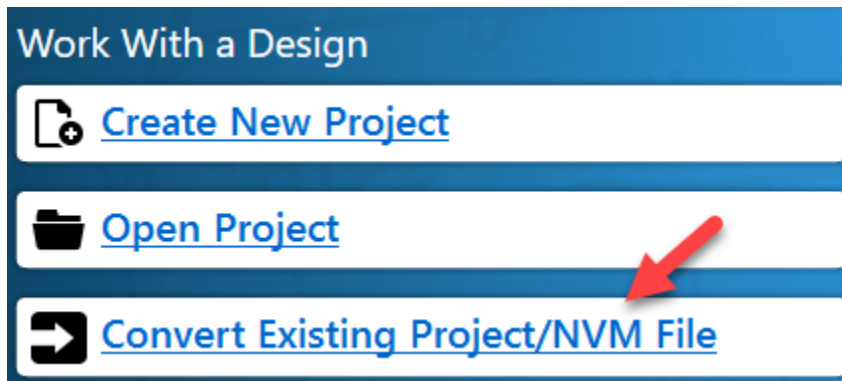 Work With a Design
Create New Project
Open Project
Convert Existing Project/NVM File